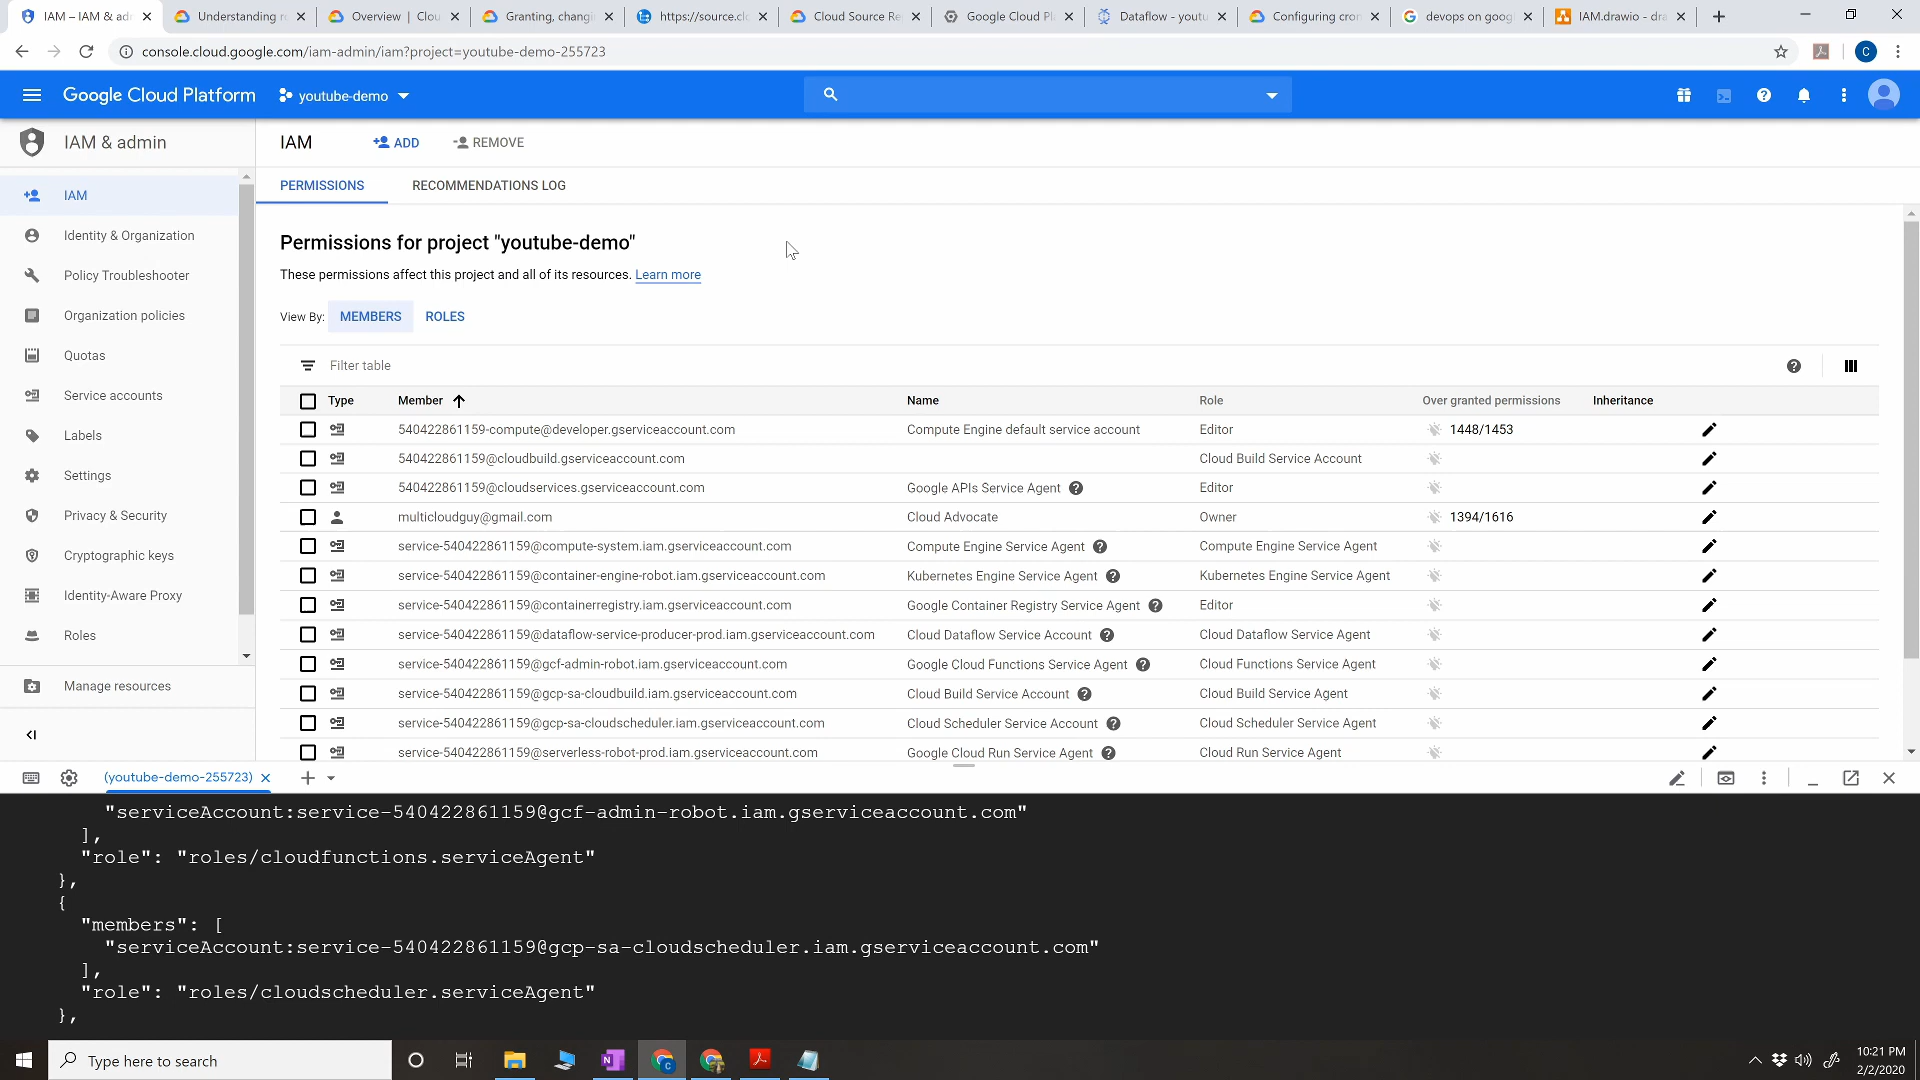 IAM – IAM & adr
Understanding r
Overview | Clou
Granting, changi
https://source.cl
Cloud Source Re
Google Cloud Pl
Dataflow - youtu
Configuring cron
devops on goog
IAM.drawio - dra
console.cloud.google.com/iam-admin/iam?project=youtube-demo-255723
C
Google Cloud Platform
youtube-demo
IAM & admin
IAM
ADD
REMOVE
PERMISSIONS
RECOMMENDATIONS LOG
IAM
Identity & Organization
Policy Troubleshooter
Organization policies
Quotas
Service accounts
Labels
Settings
Privacy & Security
Cryptographic keys
Identity-Aware Proxy
Roles
Manage resources
Permissions for project "youtube-demo"
These permissions affect this project and all of its resources. Learn more
View By: MEMBERS ROLES
Filter table
Type Member Name Role Over granted permissions Inheritance
540422861159-compute@developer.gserviceaccount.com Compute Engine default service account Editor 1448/1453
540422861159@cloudbuild.gserviceaccount.com Cloud Build Service Account
540422861159@cloudservices.gserviceaccount.com Google APIs Service Agent Editor
multicloudguy@gmail.com Cloud Advocate Owner 1394/1616
service-540422861159@compute-system.iam.gserviceaccount.com Compute Engine Service Agent Compute Engine Service Agent
service-540422861159@container-engine-robot.iam.gserviceaccount.com Kubernetes Engine Service Agent Kubernetes Engine Service Agent
service-540422861159@containerregistry.iam.gserviceaccount.com Google Container Registry Service Agent Editor
service-540422861159@dataflow-service-producer-prod.iam.gserviceaccount.com Cloud Dataflow Service Account Cloud Dataflow Service Agent
service-540422861159@gcf-admin-robot.iam.gserviceaccount.com Google Cloud Functions Service Agent Cloud Functions Service Agent
service-540422861159@gcp-sa-cloudbuild.iam.gserviceaccount.com Cloud Build Service Account Cloud Build Service Agent
service-540422861159@gcp-sa-cloudscheduler.iam.gserviceaccount.com Cloud Scheduler Service Account Cloud Scheduler Service Agent
service-540422861159@serverless-robot-prod.iam.gserviceaccount.com Google Cloud Run Service Agent Cloud Run Service Agent
(youtube-demo-255723)
"serviceAccount:service-540422861159@gcf-admin-robot.iam.gserviceaccount.com"
],
"role": "roles/cloudfunctions.serviceAgent"
},
{
"members": [
"serviceAccount:service-540422861159@gcp-sa-cloudscheduler.iam.gserviceaccount.com"
],
"role": "roles/cloudscheduler.serviceAgent"
},
Type here to search
10:21 PM
2/2/2020